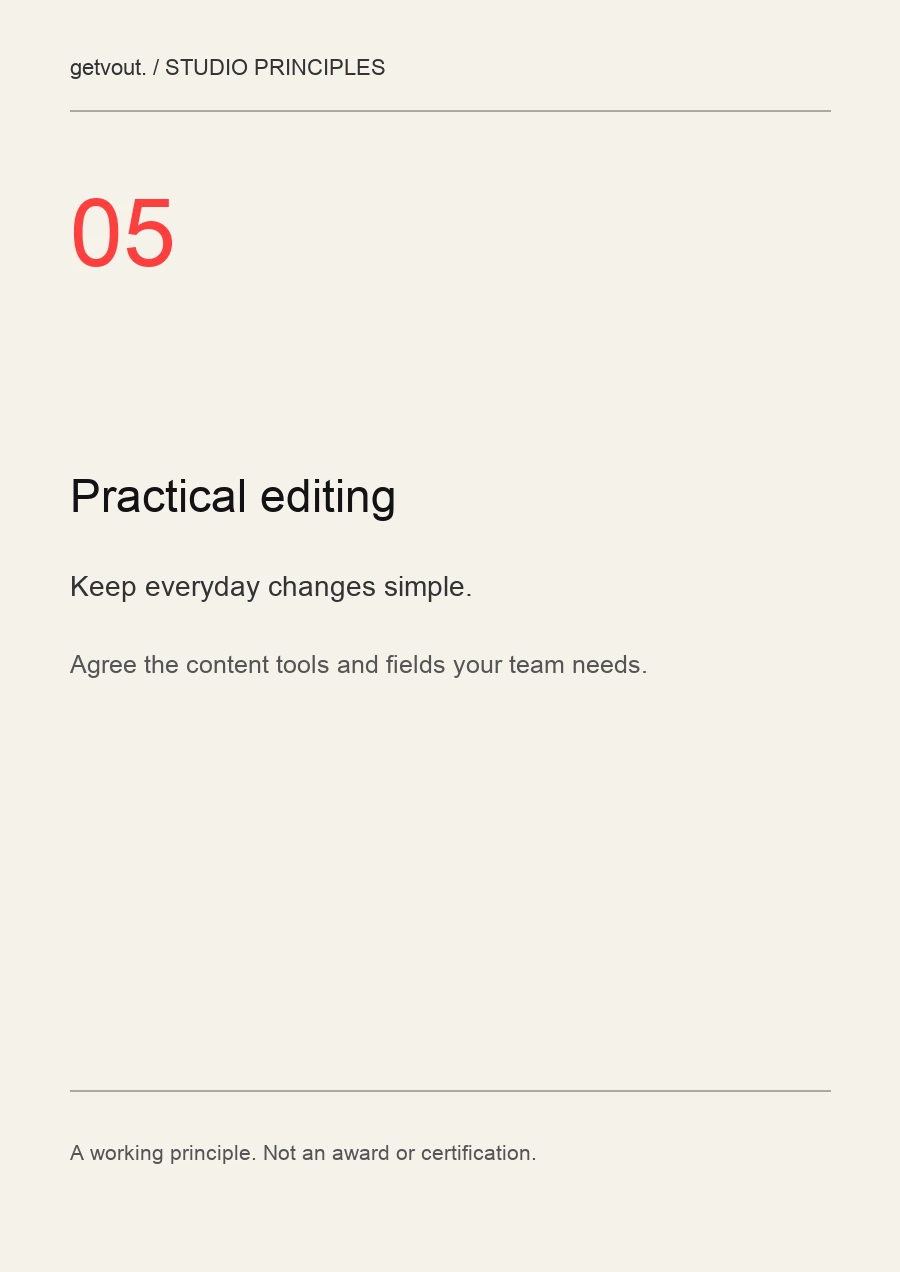 getvout. / STUDIO PRINCIPLES
05
Practical editing
Keep everyday changes simple.
Agree the content tools and fields your team needs.
A working principle. Not an award or certification.